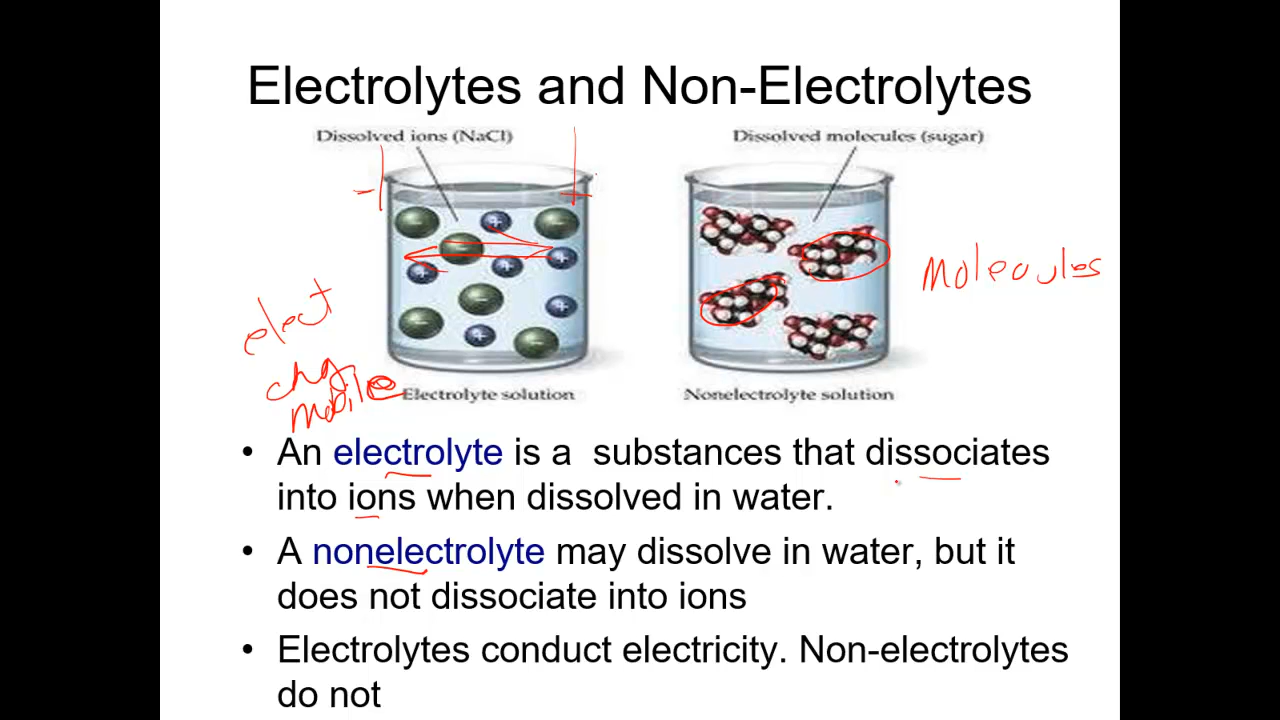 Electrolytes and Non-Electrolytes
Dissolved ions (NaCl)
Dissolved molecules (sugar)
molecules
elect
chg
mobile
Electrolyte solution
Nonelectrolyte solution
• An electrolyte is a substances that dissociates
into ions when dissolved in water.
• A nonelectrolyte may dissolve in water, but it
does not dissociate into ions
• Electrolytes conduct electricity. Non-electrolytes
do not